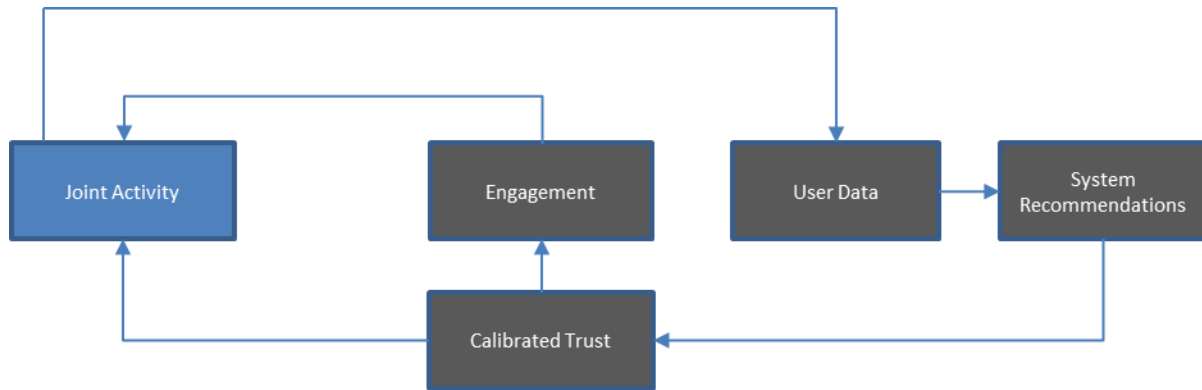 Joint Activity
Engagement
User Data
System
Recommendations
Calibrated Trust